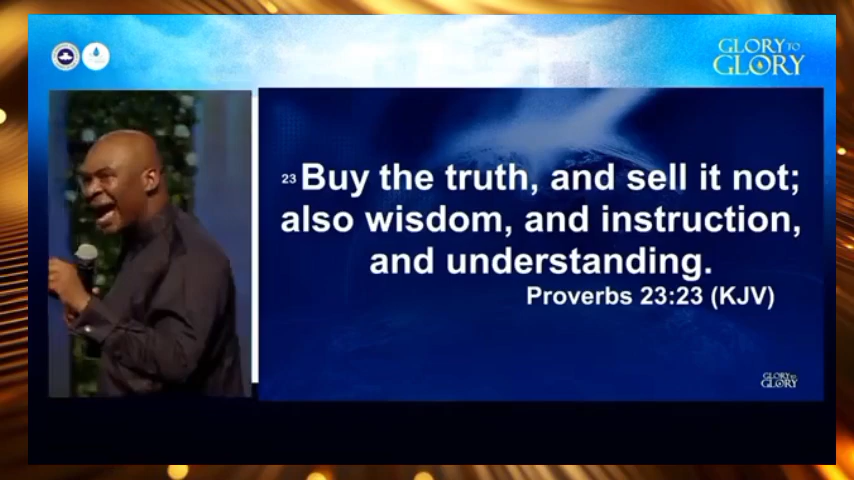 GLORY TO
GLORY
23 Buy the truth, and sell it not;
also wisdom, and instruction,
and understanding.
Proverbs 23:23 (KJV)
GLORY TO
GLORY